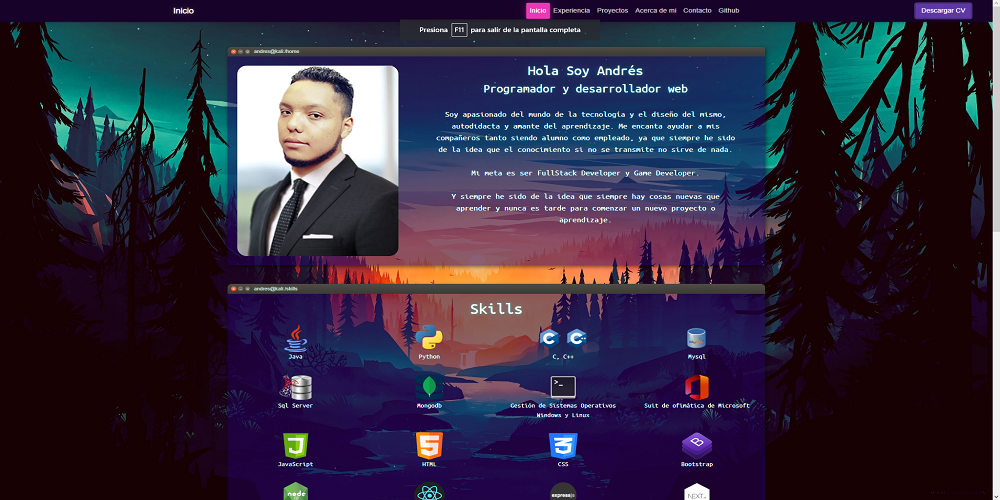 Inicio
Inicio Experiencia Proyectos Acerca de mi Contacto Github
Descargar CV
Presiona F11 para salir de la pantalla completa
andres@kali:/home
Hola Soy Andrés
Programador y desarrollador web
Soy apasionado del mundo de la tecnología y el diseño del mismo,
autodidacta y amante del aprendizaje. Me encanta ayudar a mis
compañeros tanto siendo alumno como empleado, ya que siempre he sido
de la idea que el conocimiento si no se transmite no sirve de nada.
Mi meta es ser FullStack Developer y Game Developer.
Y siempre he sido de la idea que siempre hay cosas nuevas que
aprender y nunca es tarde para comenzar un nuevo proyecto o
aprendizaje.
andres@kali:/skills
Skills
Java
Python
C C++
C, C++
Mysql
Sql Server
Mongodb
>_
Gestión de Sistemas Operativos
Windows y Linux
Suit de ofimática de Microsoft
J
JavaScript
5
HTML
3
CSS
B
Bootstrap
node
expressjs
NEXT